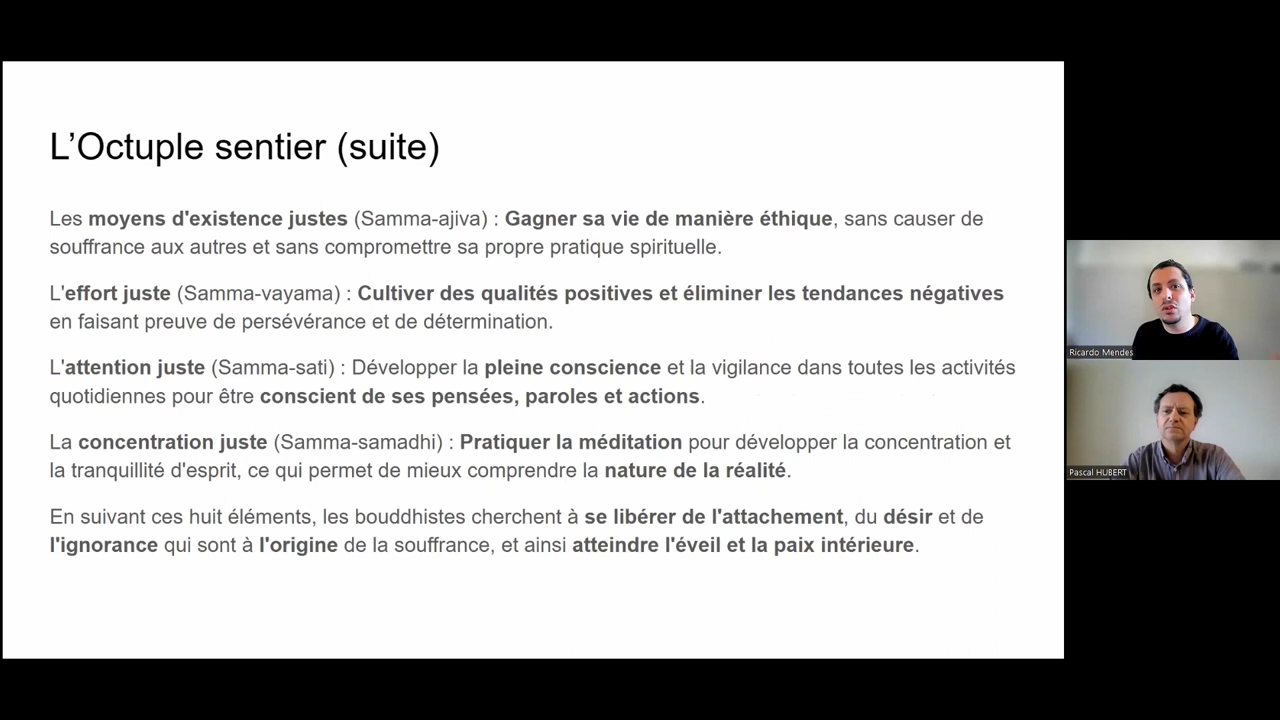 L’Octuple sentier (suite)
Les moyens d'existence justes (Samma-ajiva) : Gagner sa vie de manière éthique, sans causer de
souffrance aux autres et sans compromettre sa propre pratique spirituelle.
L'effort juste (Samma-vayama) : Cultiver des qualités positives et éliminer les tendances négatives
en faisant preuve de persévérance et de détermination.
L'attention juste (Samma-sati) : Développer la pleine conscience et la vigilance dans toutes les activités
quotidiennes pour être conscient de ses pensées, paroles et actions.
La concentration juste (Samma-samadhi) : Pratiquer la méditation pour développer la concentration et
la tranquillité d'esprit, ce qui permet de mieux comprendre la nature de la réalité.
En suivant ces huit éléments, les bouddhistes cherchent à se libérer de l'attachement, du désir et de
l'ignorance qui sont à l'origine de la souffrance, et ainsi atteindre l'éveil et la paix intérieure.
Ricardo Mendes
Pascal HUBERT